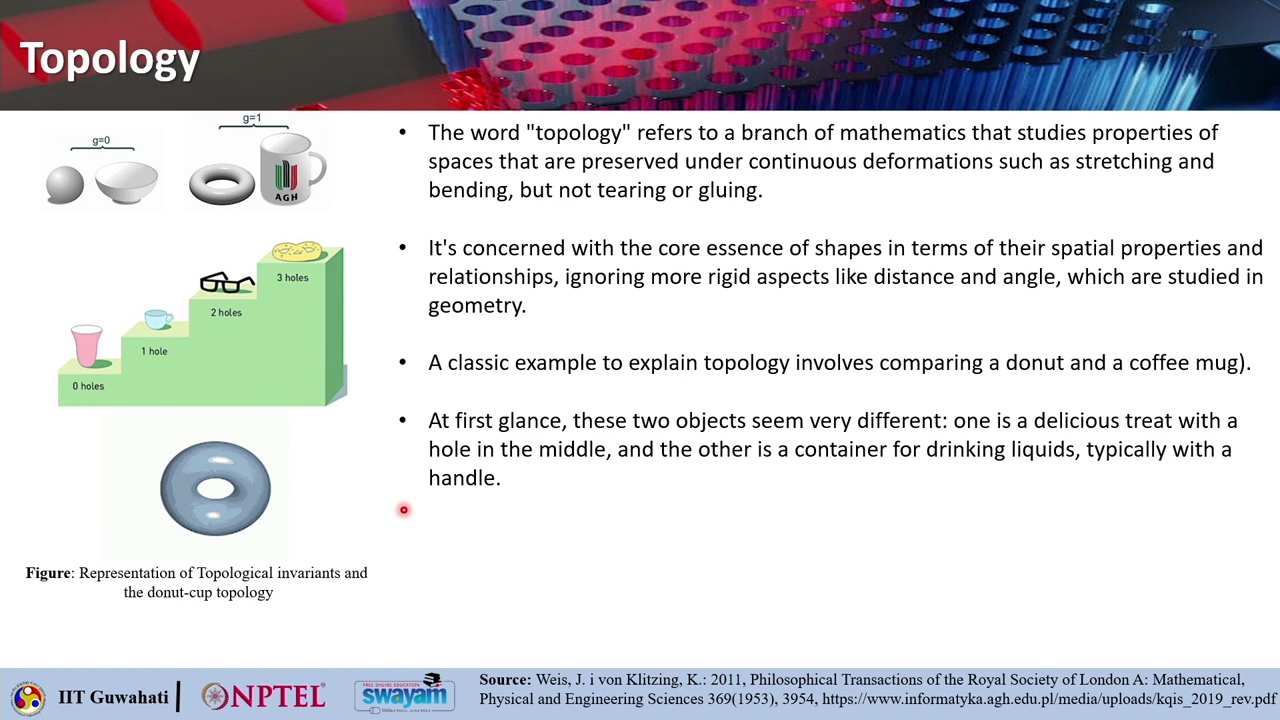 Topology
g=0
g=1
AGH
3 holes
2 holes
1 hole
0 holes
Figure: Representation of Topological invariants and
the donut-cup topology
• The word "topology" refers to a branch of mathematics that studies properties of
spaces that are preserved under continuous deformations such as stretching and
bending, but not tearing or gluing.
• It's concerned with the core essence of shapes in terms of their spatial properties and
relationships, ignoring more rigid aspects like distance and angle, which are studied in
geometry.
• A classic example to explain topology involves comparing a donut and a coffee mug).
• At first glance, these two objects seem very different: one is a delicious treat with a
hole in the middle, and the other is a container for drinking liquids, typically with a
handle.
IIT Guwahati
NPTEL
FREE ONLINE EDUCATION
swayam
Source: Weis, J. i von Klitzing, K.: 2011, Philosophical Transactions of the Royal Society of London A: Mathematical,
Physical and Engineering Sciences 369(1953), 3954, https://www.informatyka.agh.edu.pl/media/uploads/kqis_2019_rev.pdf